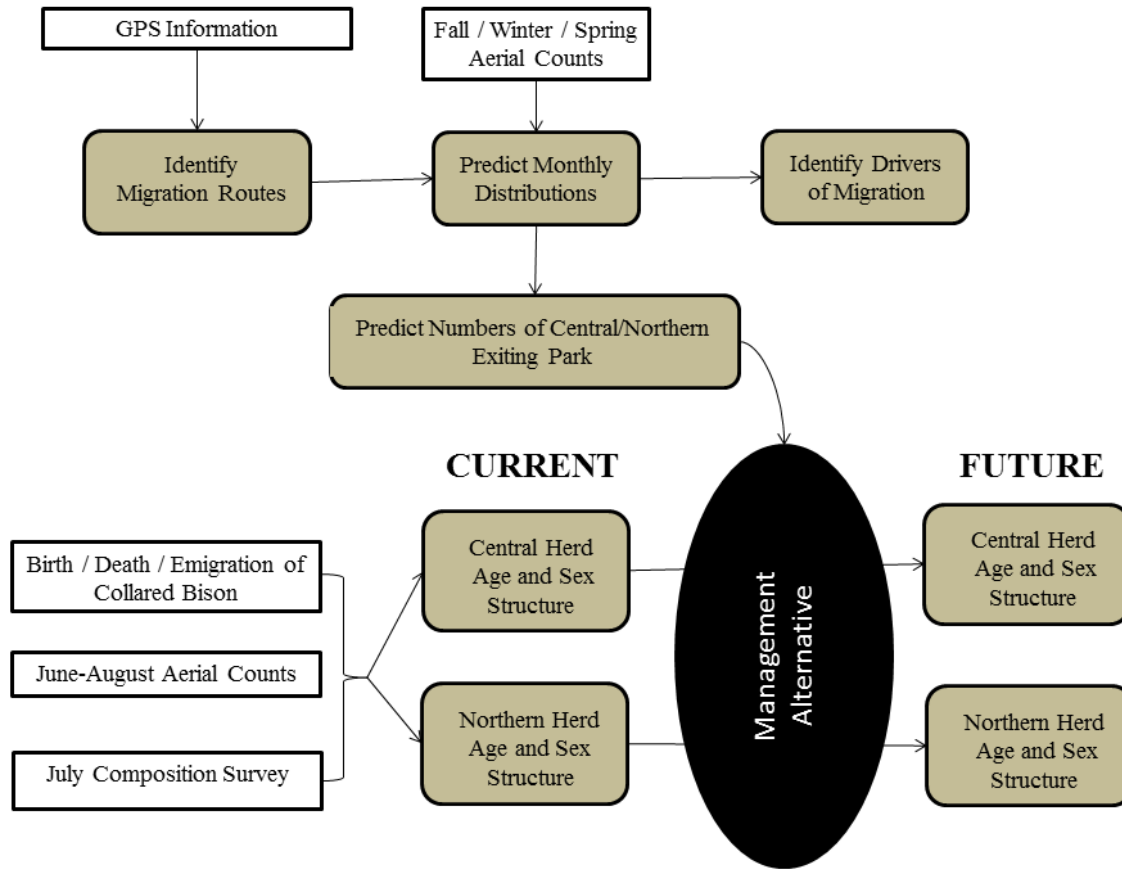 GPS Information
Fall / Winter / Spring
Aerial Counts
Identify
Migration Routes
Predict Monthly
Distributions
Identify Drivers
of Migration
Predict Numbers of Central/Northern
Exiting Park
CURRENT
FUTURE
Birth / Death / Emigration of
Collared Bison
June-August Aerial Counts
July Composition Survey
Central Herd
Age and Sex
Structure
Northern Herd
Age and Sex
Structure
Management
Alternative
Central Herd
Age and Sex
Structure
Northern Herd
Age and Sex
Structure